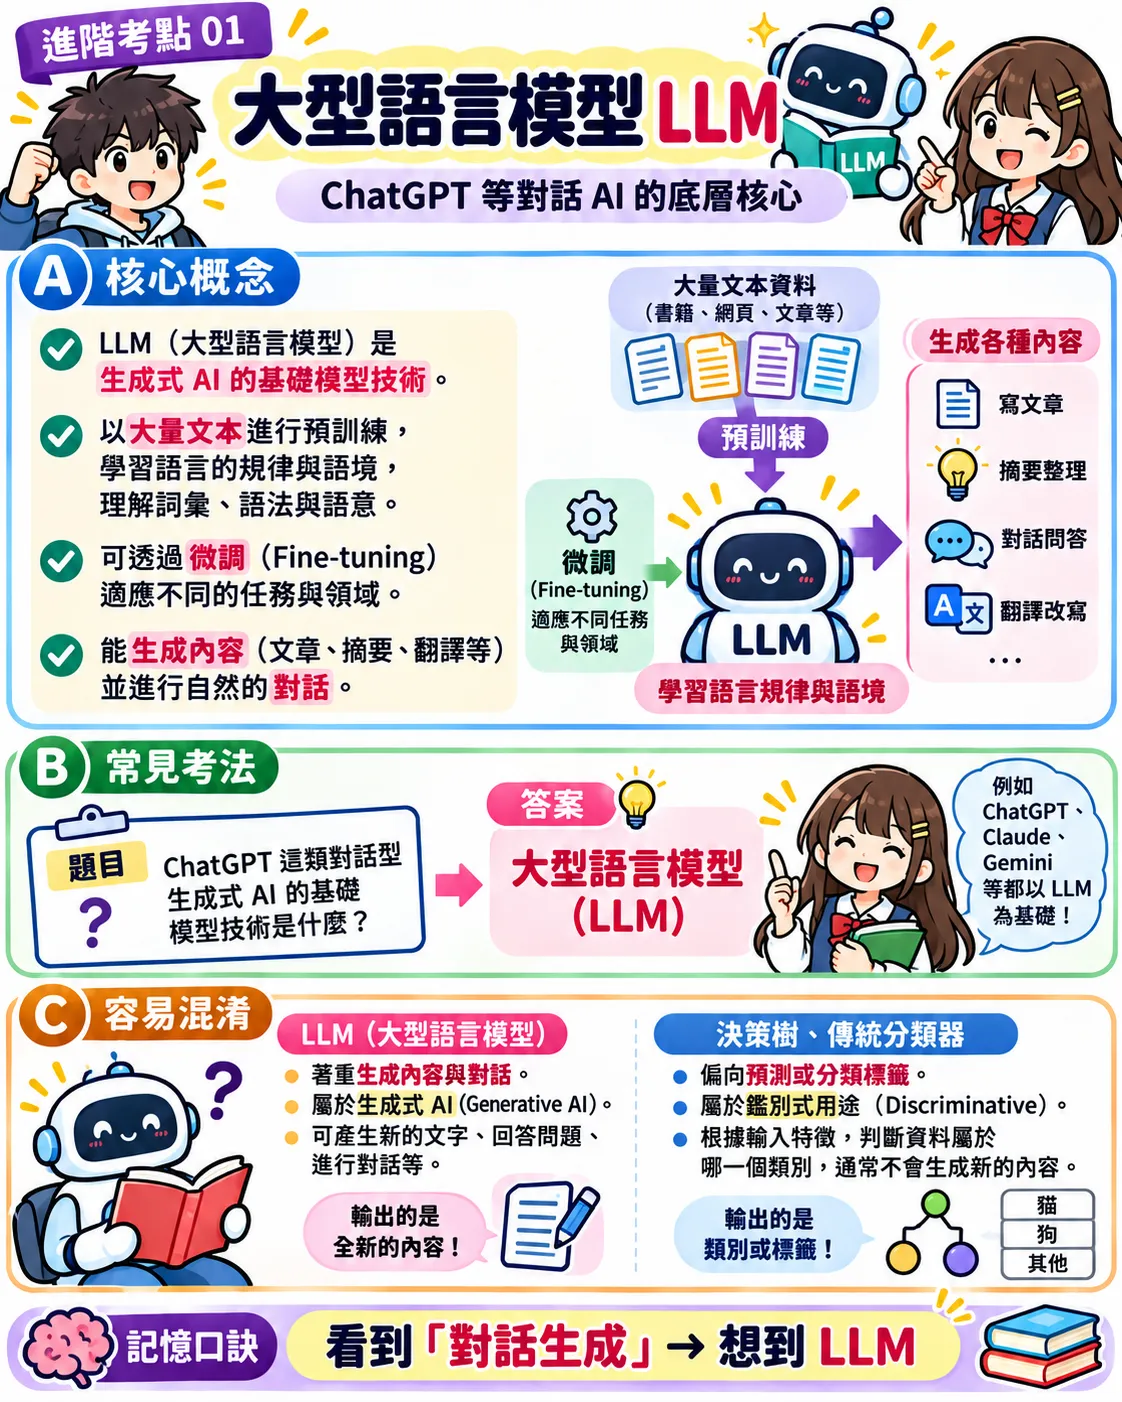 進階考點 01
大型語言模型 LLM
LLM
ChatGPT 等對話 AI 的底層核心
A 核心概念
LLM（大型語言模型）是
生成式 AI 的基礎模型技術。
以大量文本進行預訓練，
學習語言的規律與語境，
理解詞彙、語法與語意。
可透過微調（Fine-tuning）
適應不同的任務與領域。
能生成內容（文章、摘要、翻譯等）
並進行自然的對話。
大量文本資料
（書籍、網頁、文章等）
預訓練
微調
（Fine-tuning）
適應不同任務
與領域
LLM
學習語言規律與語境
生成各種內容
寫文章
摘要整理
對話問答
A 文
翻譯改寫
...
B 常見考法
題目
?
ChatGPT 這類對話型
生成式 AI 的基礎
模型技術是什麼？
答案
大型語言模型
（LLM）
例如
ChatGPT、
Claude、
Gemini
等都以 LLM
為基礎！
C 容易混淆
?
LLM（大型語言模型）
著重生成內容與對話。
屬於生成式 AI（Generative AI）。
可產生新的文字、回答問題、
進行對話等。
輸出的是
全新的內容！
決策樹、傳統分類器
偏向預測或分類標籤。
屬於鑑別式用途（Discriminative）。
根據輸入特徵，判斷資料屬於
哪一個類別，通常不會生成新的內容。
輸出的是
類別或標籤！
猫
狗
其他
記憶口訣
看到「對話生成」→ 想到 LLM